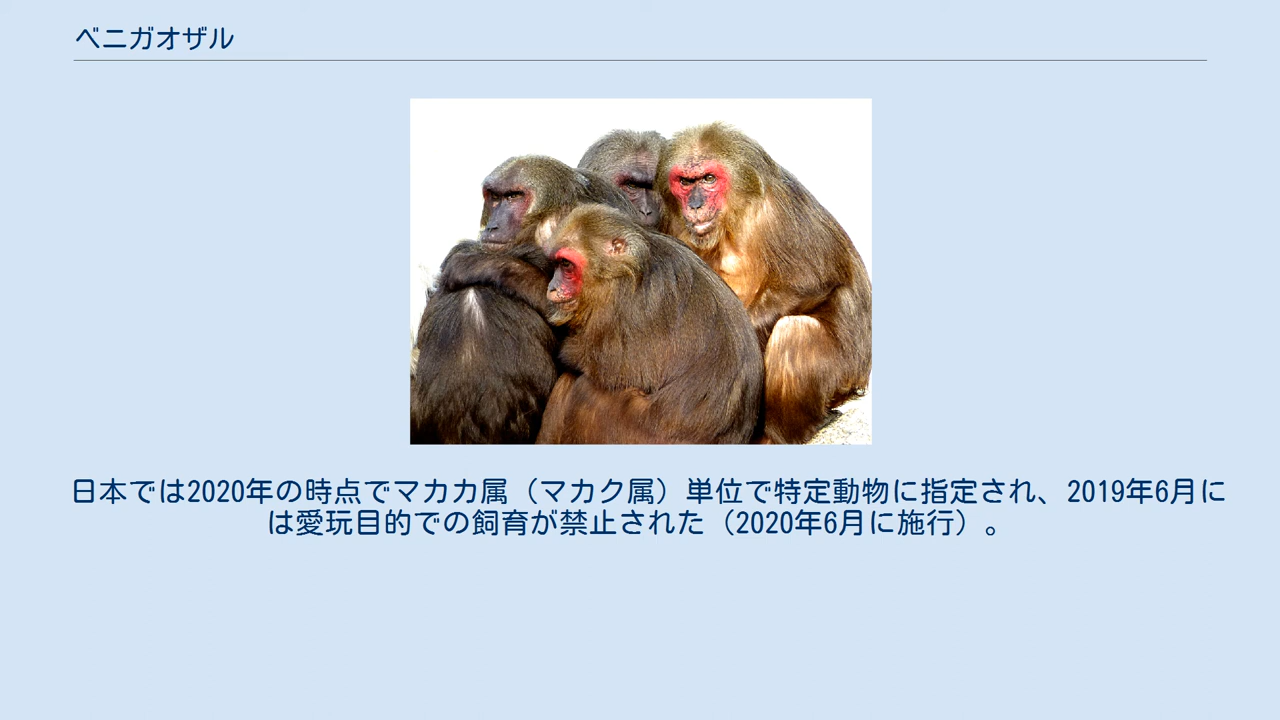 ベニガオザル
日本では2020年の時点でマカカ属（マカク属）単位で特定動物に指定され、2019年6月に
は愛玩目的での飼育が禁止された（2020年6月に施行）。